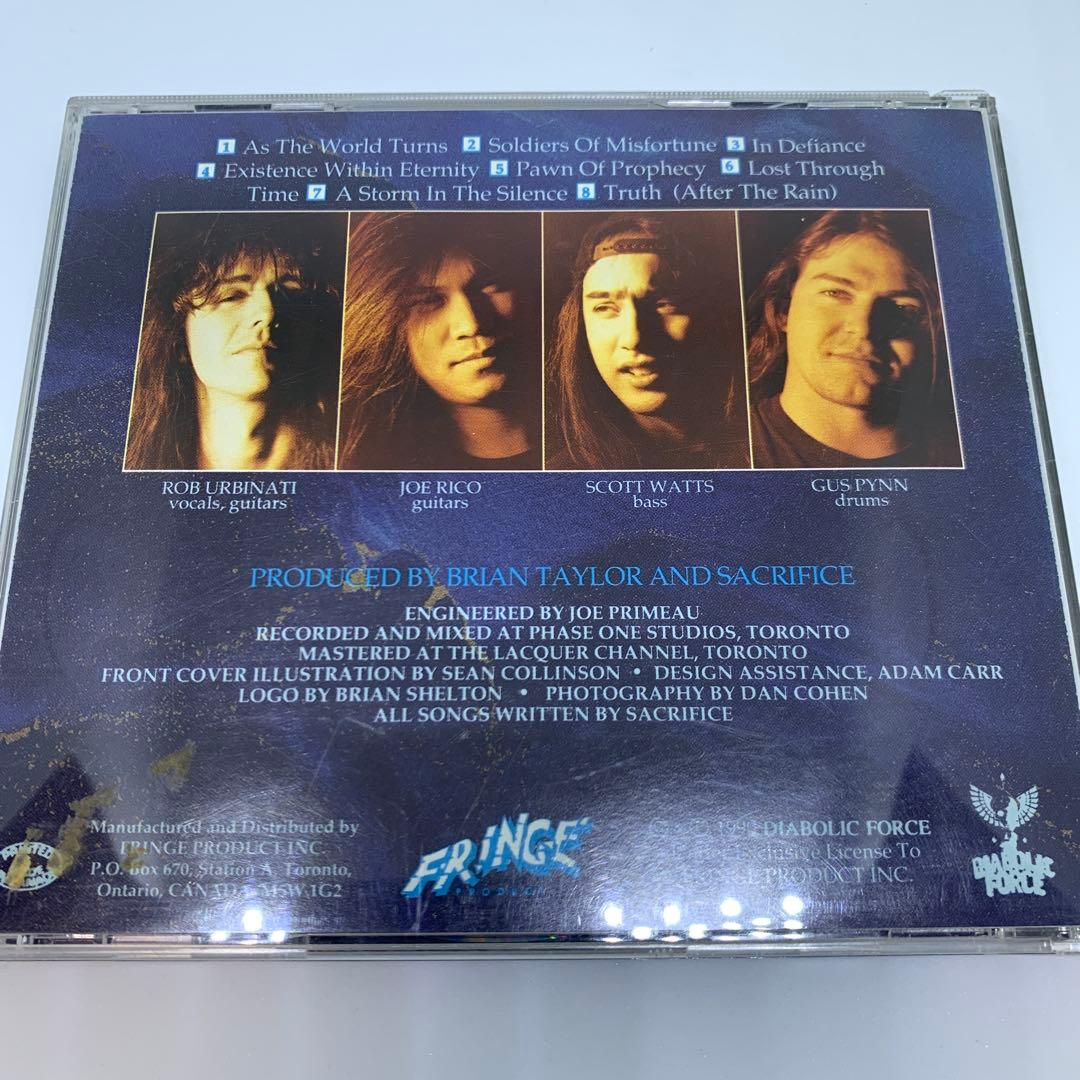 1 As The World Turns 2 Soldiers Of Misfortune 3 In Defiance
4 Existence Within Eternity 5 Pawn Of Prophecy 6 Lost Through
Time 7 A Storm In The Silence 8 Truth (After The Rain)
ROB URBINATI
vocals, guitars
JOE RICO
guitars
SCOTT WATTS
bass
GUS PYNN
drums
PRODUCED BY BRIAN TAYLOR AND SACRIFICE
ENGINEERED BY JOE PRIMEAU
RECORDED AND MIXED AT PHASE ONE STUDIOS, TORONTO
MASTERED AT THE LACQUER CHANNEL, TORONTO
FRONT COVER ILLUSTRATION BY SEAN COLLINSON • DESIGN ASSISTANCE, ADAM CARR
LOGO BY BRIAN SHELTON • PHOTOGRAPHY BY DAN COHEN
ALL SONGS WRITTEN BY SACRIFICE
Manufactured and Distributed by
FRINGE PRODUCT INC.
P.O. Box 670, Station A, Toronto,
Ontario, CANADA M5W 1G2
FRINGE
PRODUCT
DIABOLIC FORCE
License To
PRODUCT INC.
DIABOLIC
FORCE